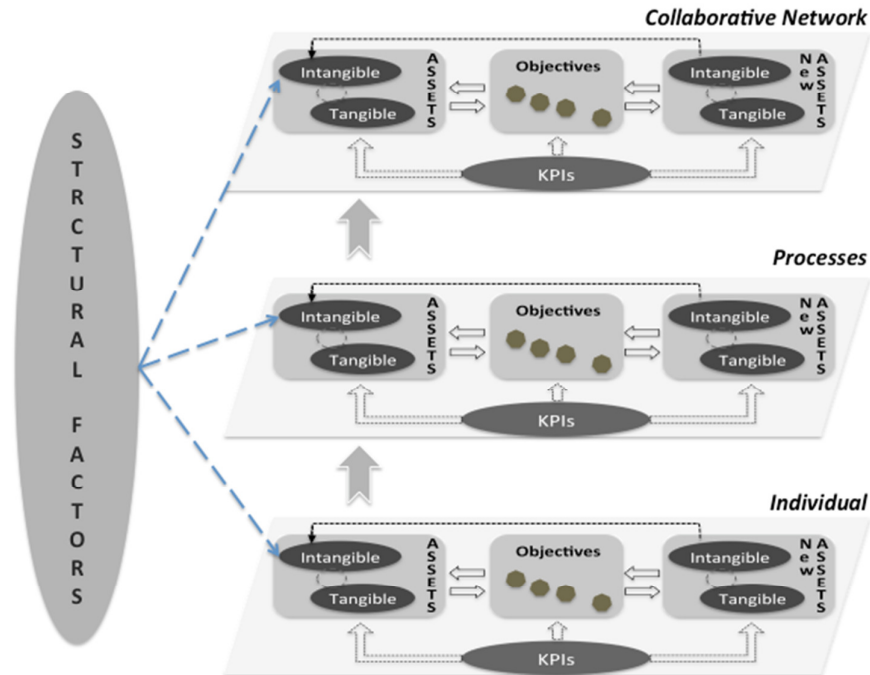 Collaborative Network
STRCTURAL FACTORS
Intangible
Tangible
ASSETS
Objectives
Intangible
Tangible
New
ASSETS
KPIs
Processes
Intangible
Tangible
ASSETS
Objectives
Intangible
Tangible
New
ASSETS
KPIs
Individual
Intangible
Tangible
ASSETS
Objectives
Intangible
Tangible
New
ASSETS
KPIs